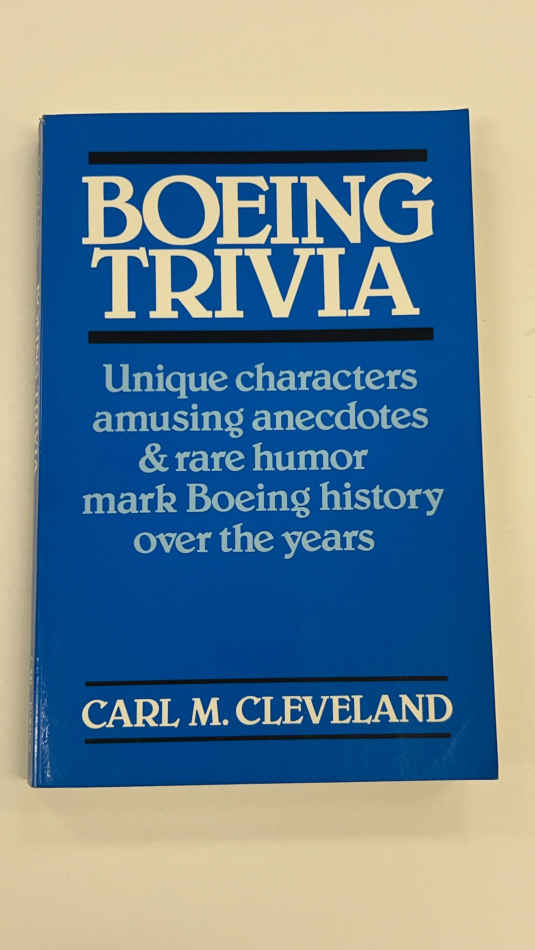 BOEING
TRIVIA
Unique characters
amusing anecdotes
& rare humor
mark Boeing history
over the years
CARL M. CLEVELAND